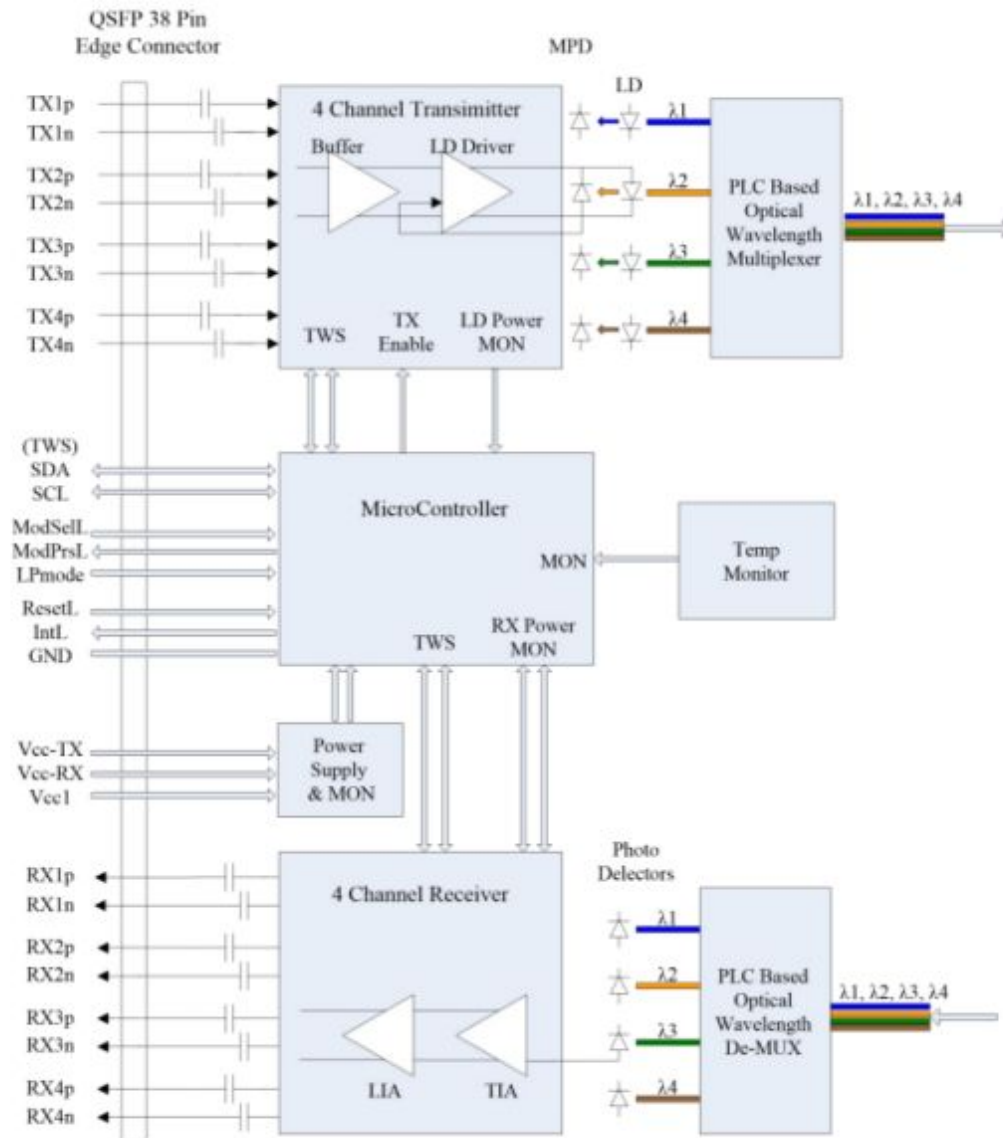 QSFP 38 Pin
Edge Connector
MPD
LD
TX1p
TX1n
TX2p
TX2n
TX3p
TX3n
TX4p
TX4n
4 Channel Transimitter
Buffer
LD Driver
TWS
TX
Enable
LD Power
MON
λ1
λ2
λ3
λ4
PLC Based
Optical
Wavelength
Multiplexer
λ1, λ2, λ3, λ4
(TWS)
SDA
SCL
ModSelL
ModPrsL
LPmode
ResetL
IntL
GND
MicroController
MON
TWS
RX Power
MON
Temp
Monitor
Vcc-TX
Vcc-RX
Vcc1
Power
Supply
& MON
RX1p
RX1n
RX2p
RX2n
RX3p
RX3n
RX4p
RX4n
4 Channel Receiver
LIA
TIA
Photo
Delectors
λ1
λ2
λ3
λ4
PLC Based
Optical
Wavelength
De-MUX
λ1, λ2, λ3, λ4